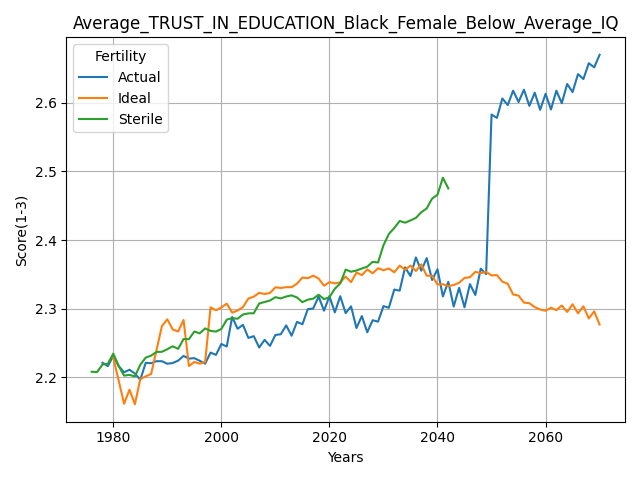 Average_TRUST_IN_EDUCATION_Black_Female_Below_Average_IQ
Fertility
Actual
Ideal
Sterile
Score(1-3)
2.6
2.5
2.4
2.3
2.2
1980
2000
2020
2040
2060
Years